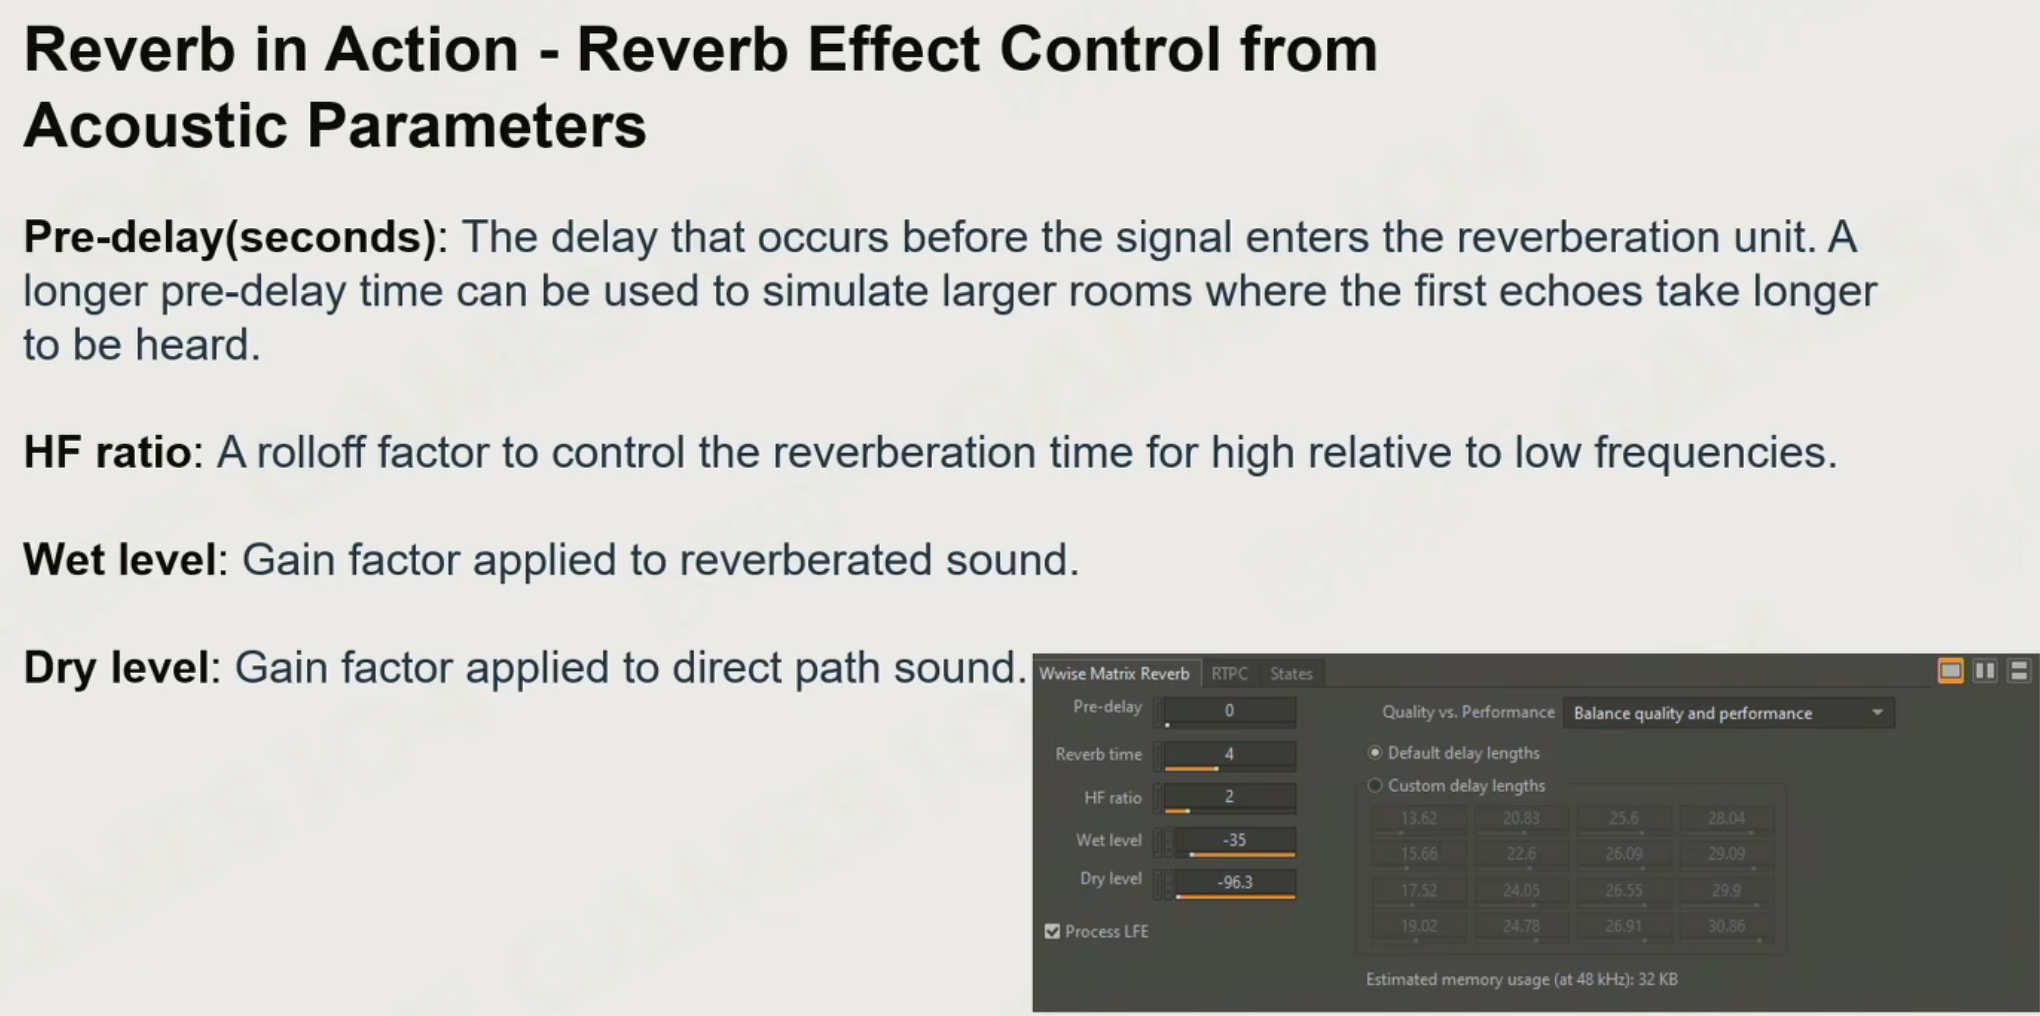 Reverb in Action - Reverb Effect Control from
Acoustic Parameters
Pre-delay(seconds): The delay that occurs before the signal enters the reverberation unit. A
longer pre-delay time can be used to simulate larger rooms where the first echoes take longer
to be heard.
HF ratio: A rolloff factor to control the reverberation time for high relative to low frequencies.
Wet level: Gain factor applied to reverberated sound.
Dry level: Gain factor applied to direct path sound.
Wwise Matrix Reverb RTPC States
Pre-delay 0
Reverb time 4
HF ratio 2
Wet level -35
Dry level -96.3
Process LFE
Quality vs. Performance Balance quality and performance
Default delay lengths
Custom delay lengths
13.62 20.83 25.6 28.04
15.66 22.6 26.09 29.09
17.52 24.05 26.55 29.9
19.02 24.78 26.91 30.86
Estimated memory usage (at 48 kHz): 32 KB